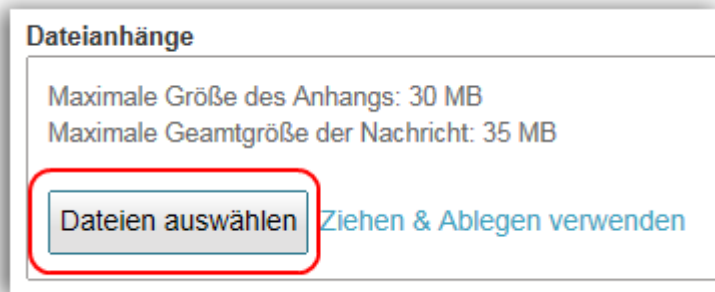 Dateianhänge
Maximale Größe des Anhangs: 30 MB
Maximale Geamtgröße der Nachricht: 35 MB
Dateien auswählen Ziehen & Ablegen verwenden